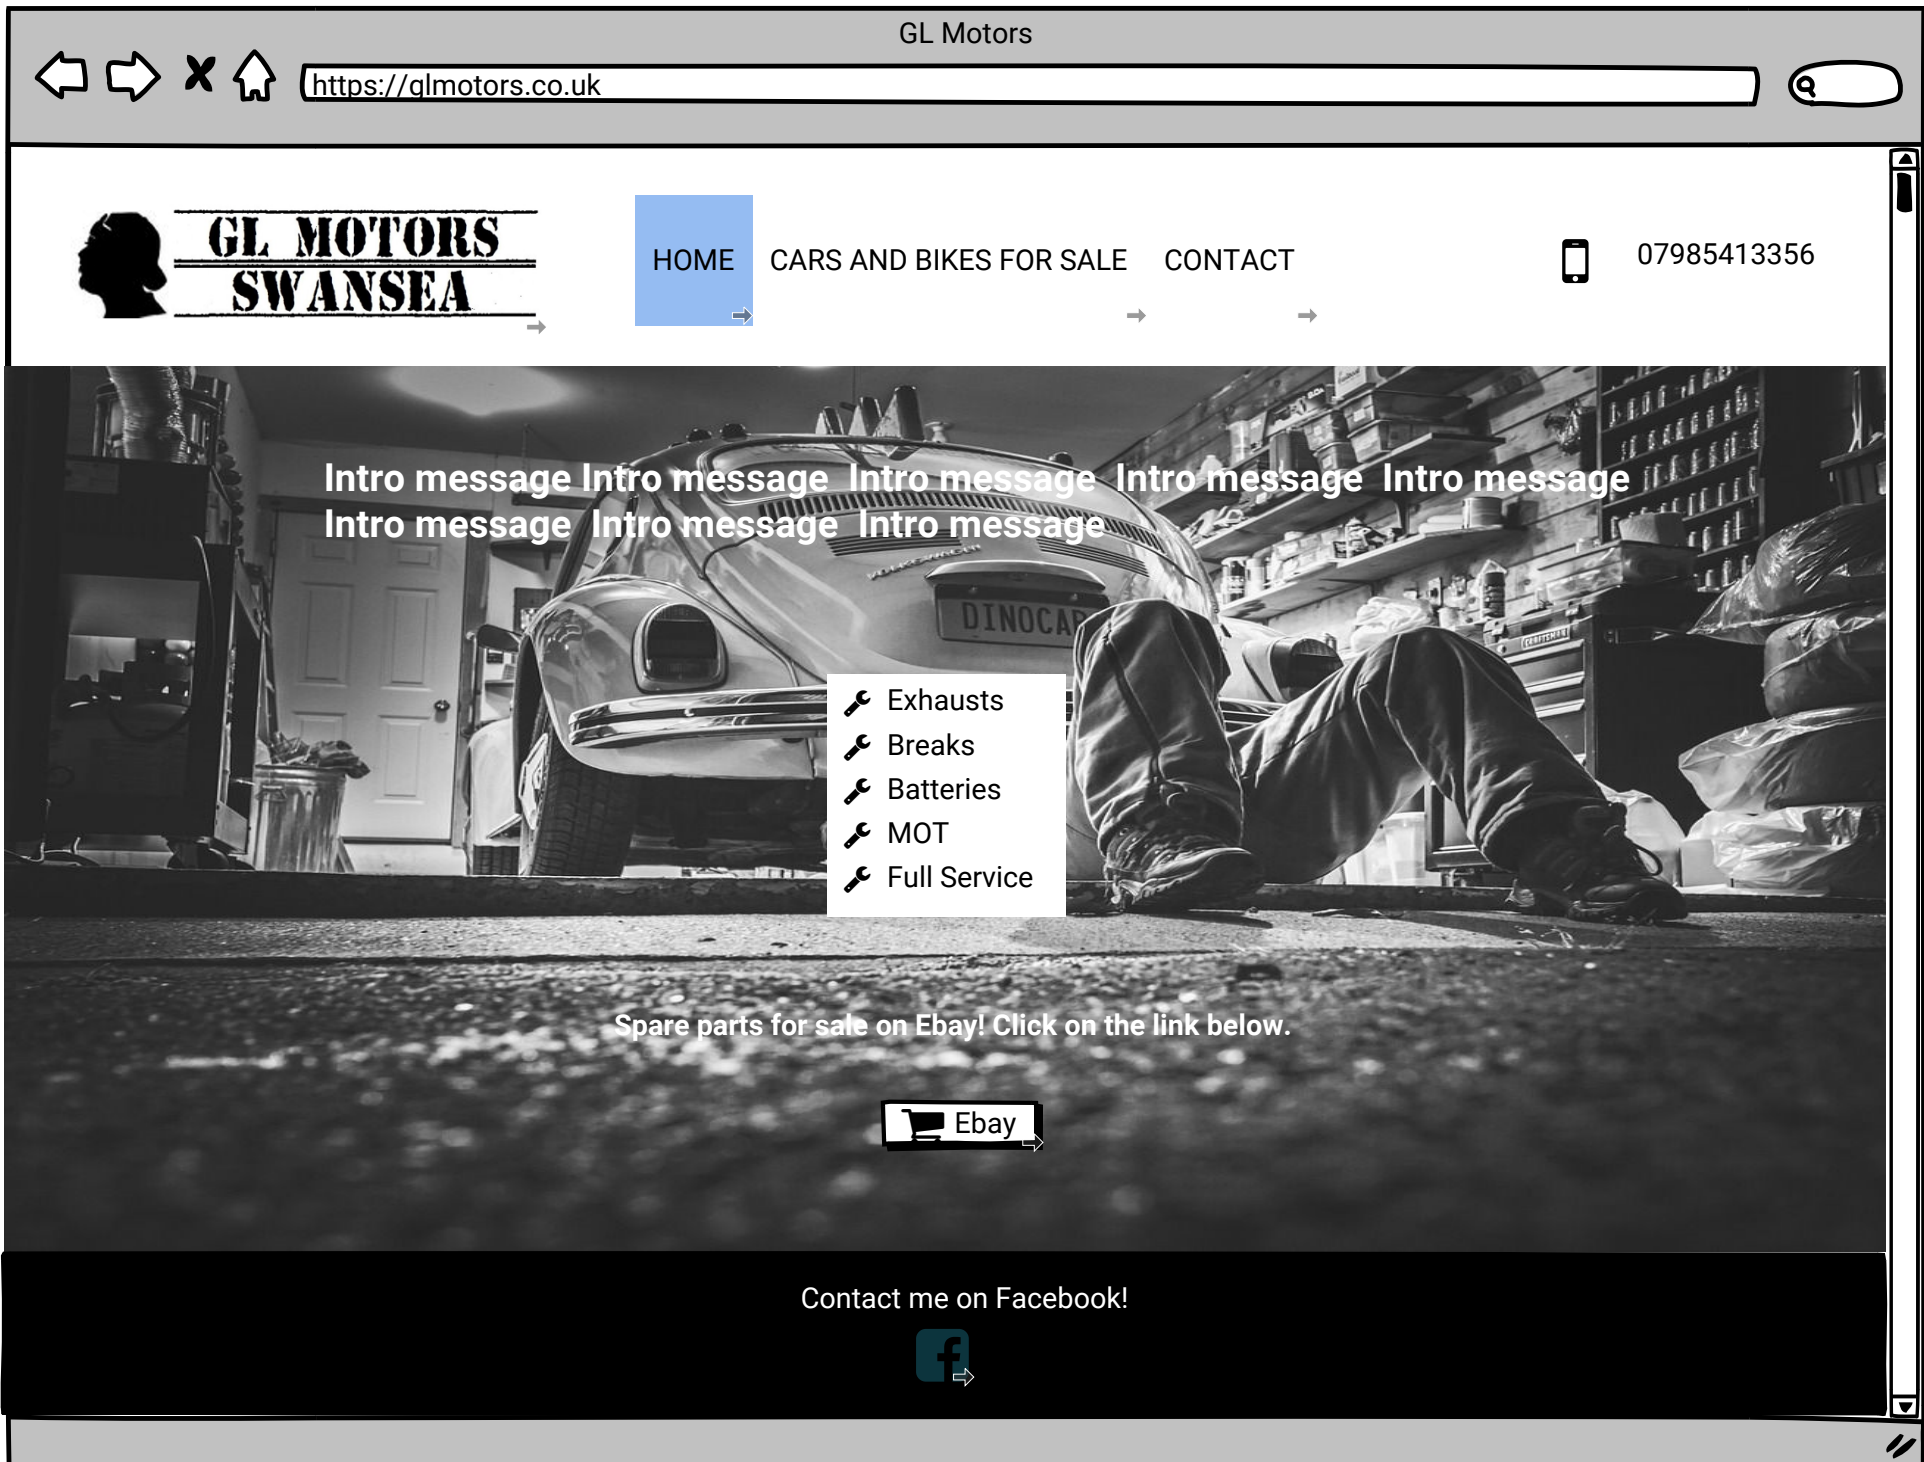 GL Motors
https://glmotors.co.uk
GL MOTORS
SWANSEA
HOME CARS AND BIKES FOR SALE CONTACT
07985413356
Intro message Intro message Intro message Intro message Intro message
Intro message Intro message Intro message
VOLKSWAGEN
DINOCAR
CRAFTSMAN
Exhausts
Breaks
Batteries
MOT
Full Service
Spare parts for sale on Ebay! Click on the link below.
Ebay
Contact me on Facebook!